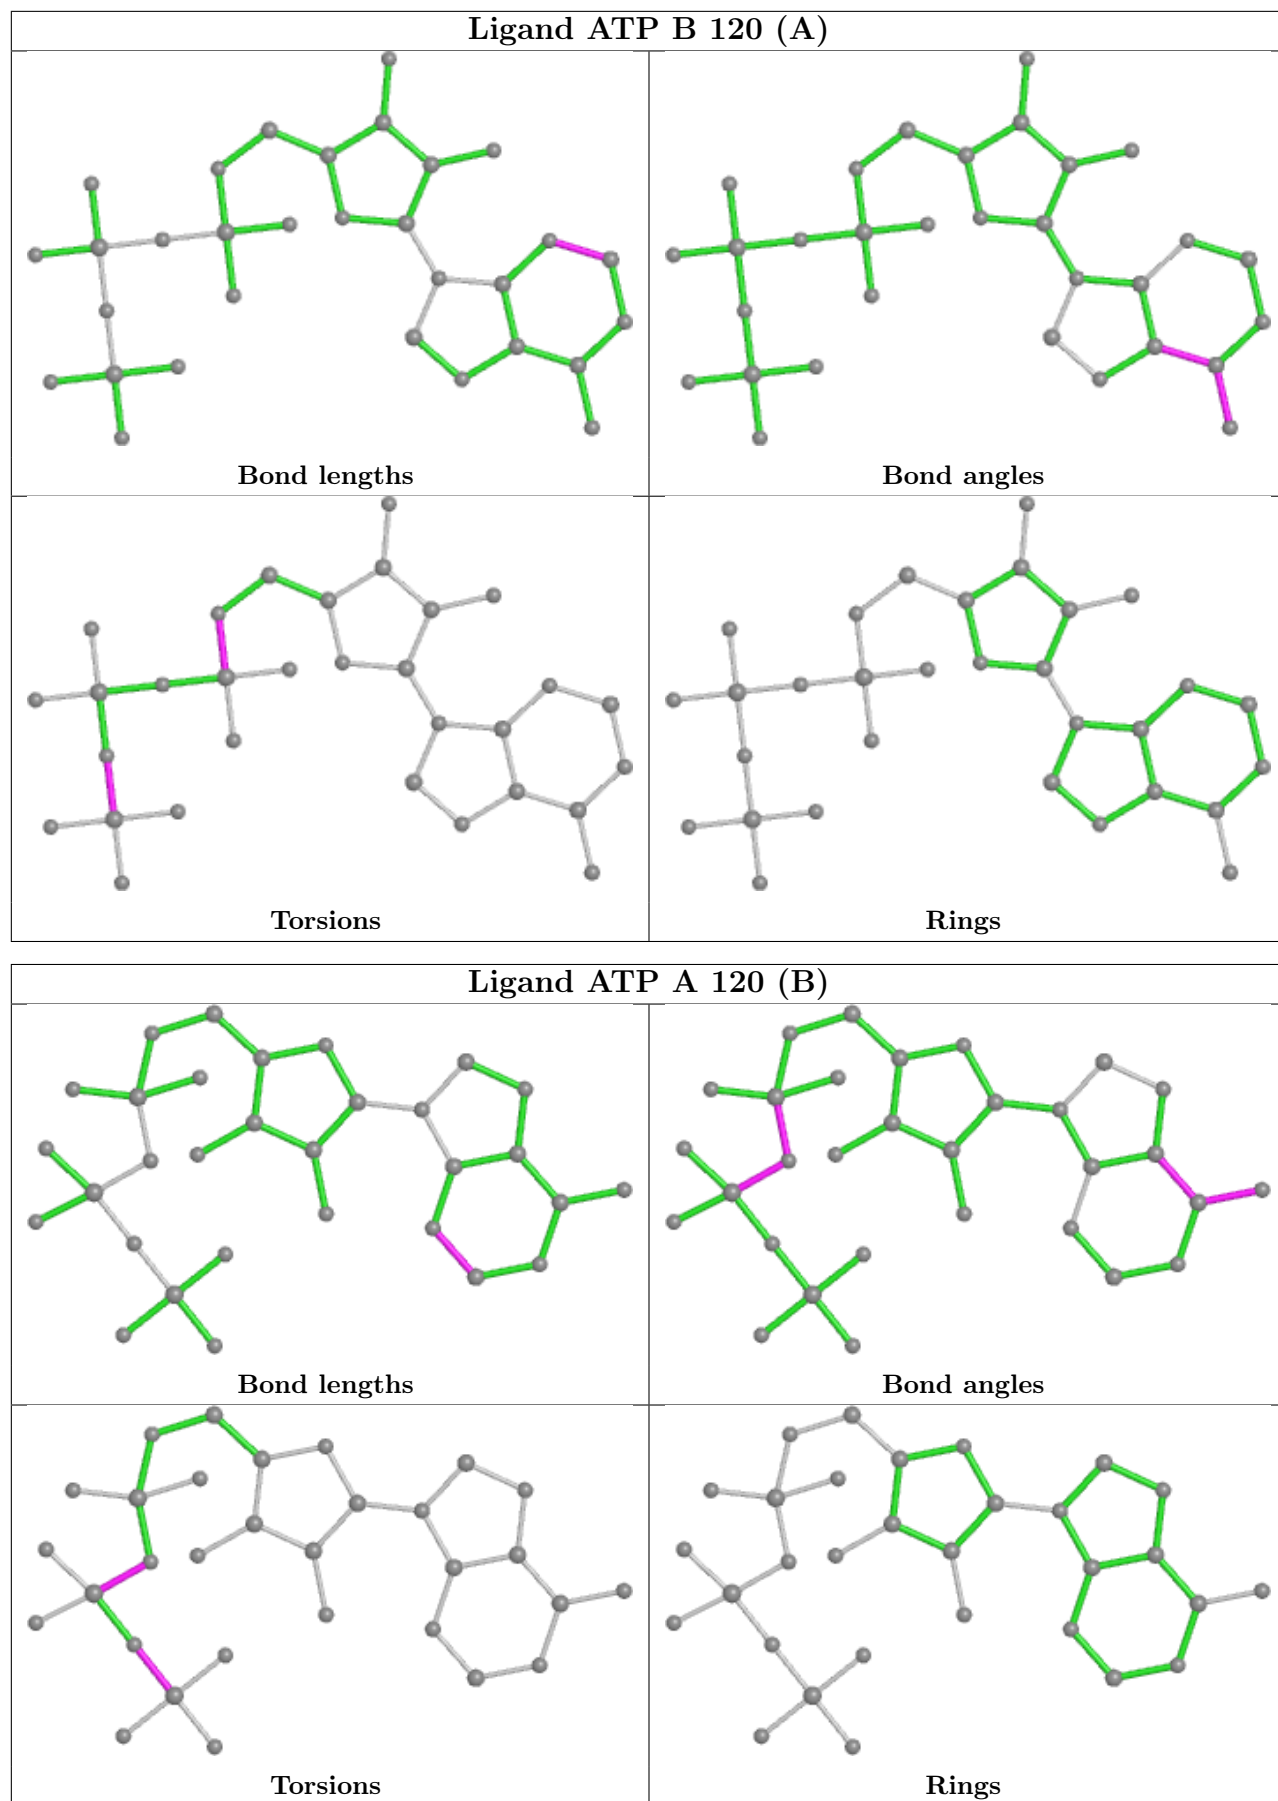 Ligand ATP B 120 (A)
Bond lengths
Bond angles
Torsions
Rings
Ligand ATP A 120 (B)
Bond lengths
Bond angles
Torsions
Rings